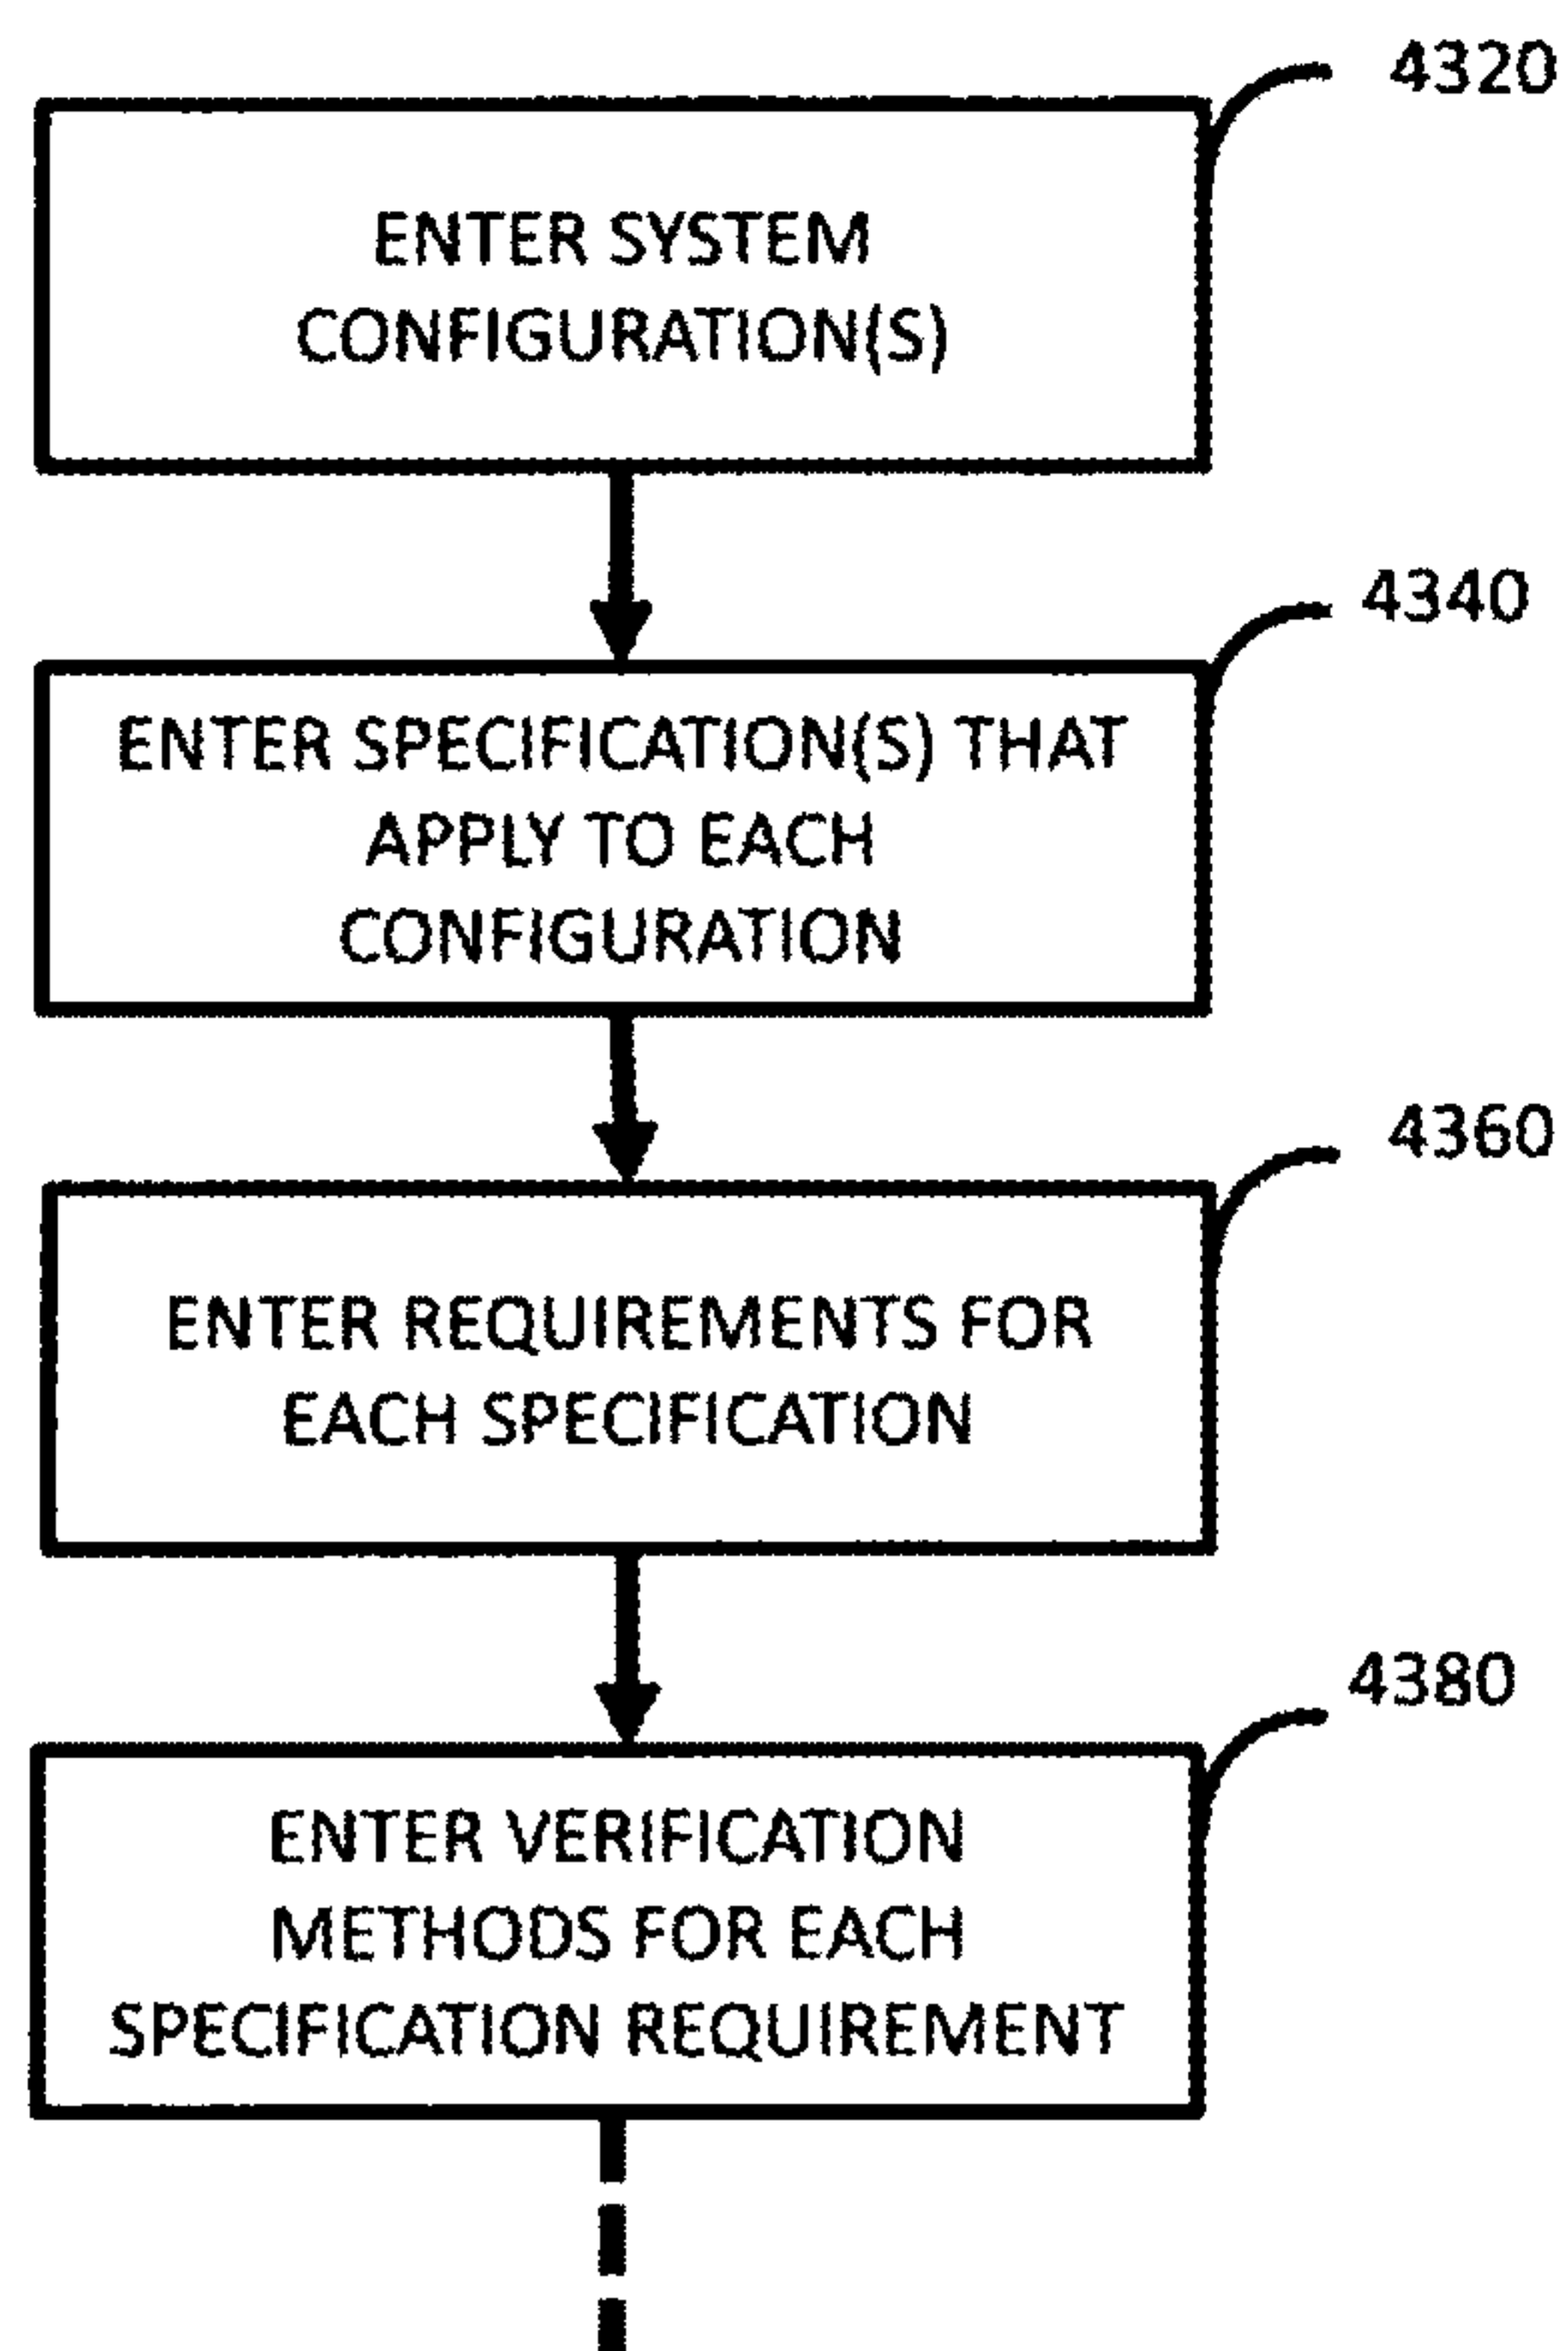 4320
ENTER SYSTEM
CONFIGURATION(S)
4340
ENTER SPECIFICATION(S) THAT
APPLY TO EACH
CONFIGURATION
4360
ENTER REQUIREMENTS FOR
EACH SPECIFICATION
4380
ENTER VERIFICATION
METHODS FOR EACH
SPECIFICATION REQUIREMENT